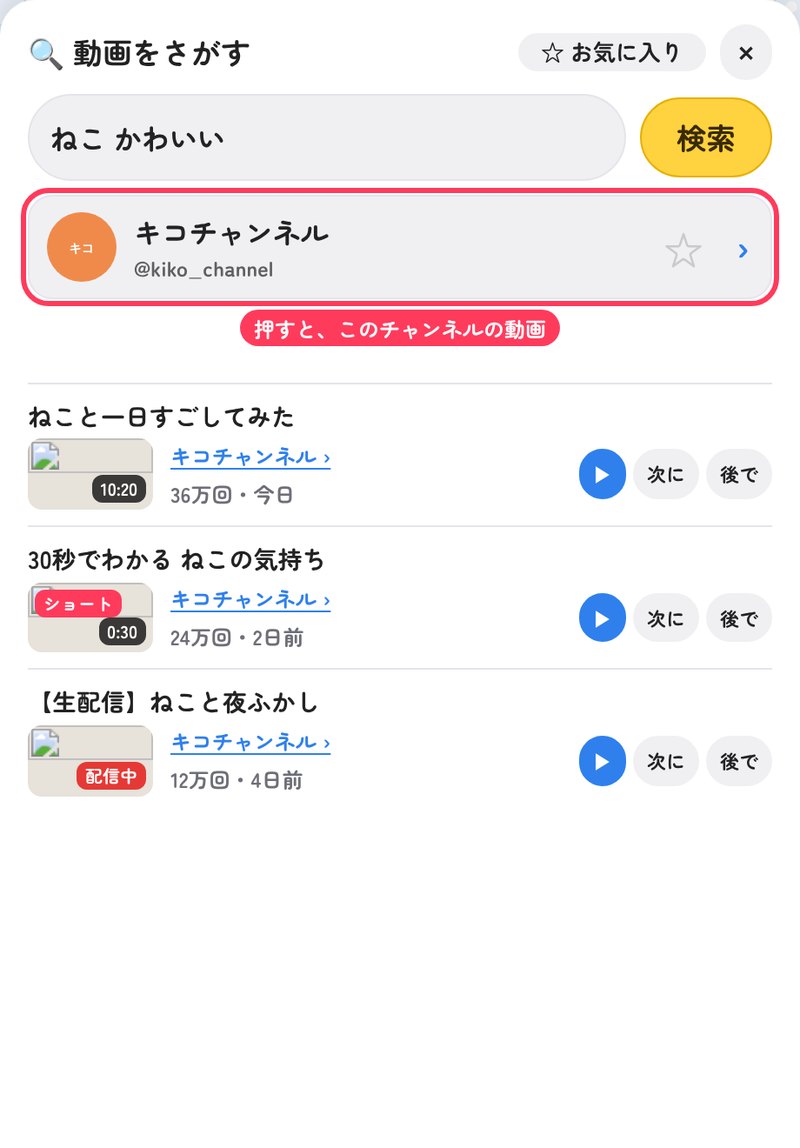 🔍 動画をさがす
☆ お気に入り
×
ねこ かわいい
検索
キコ
キコチャンネル
@kiko_channel
☆
›
押すと、このチャンネルの動画
ねこと一日すごしてみた
10:20
キコチャンネル ›
36万回・今日
▶
次に
後で
30秒でわかる ねこの気持ち
ショート
0:30
キコチャンネル ›
24万回・2日前
▶
次に
後で
【生配信】ねこと夜ふかし
配信中
キコチャンネル ›
12万回・4日前
▶
次に
後で